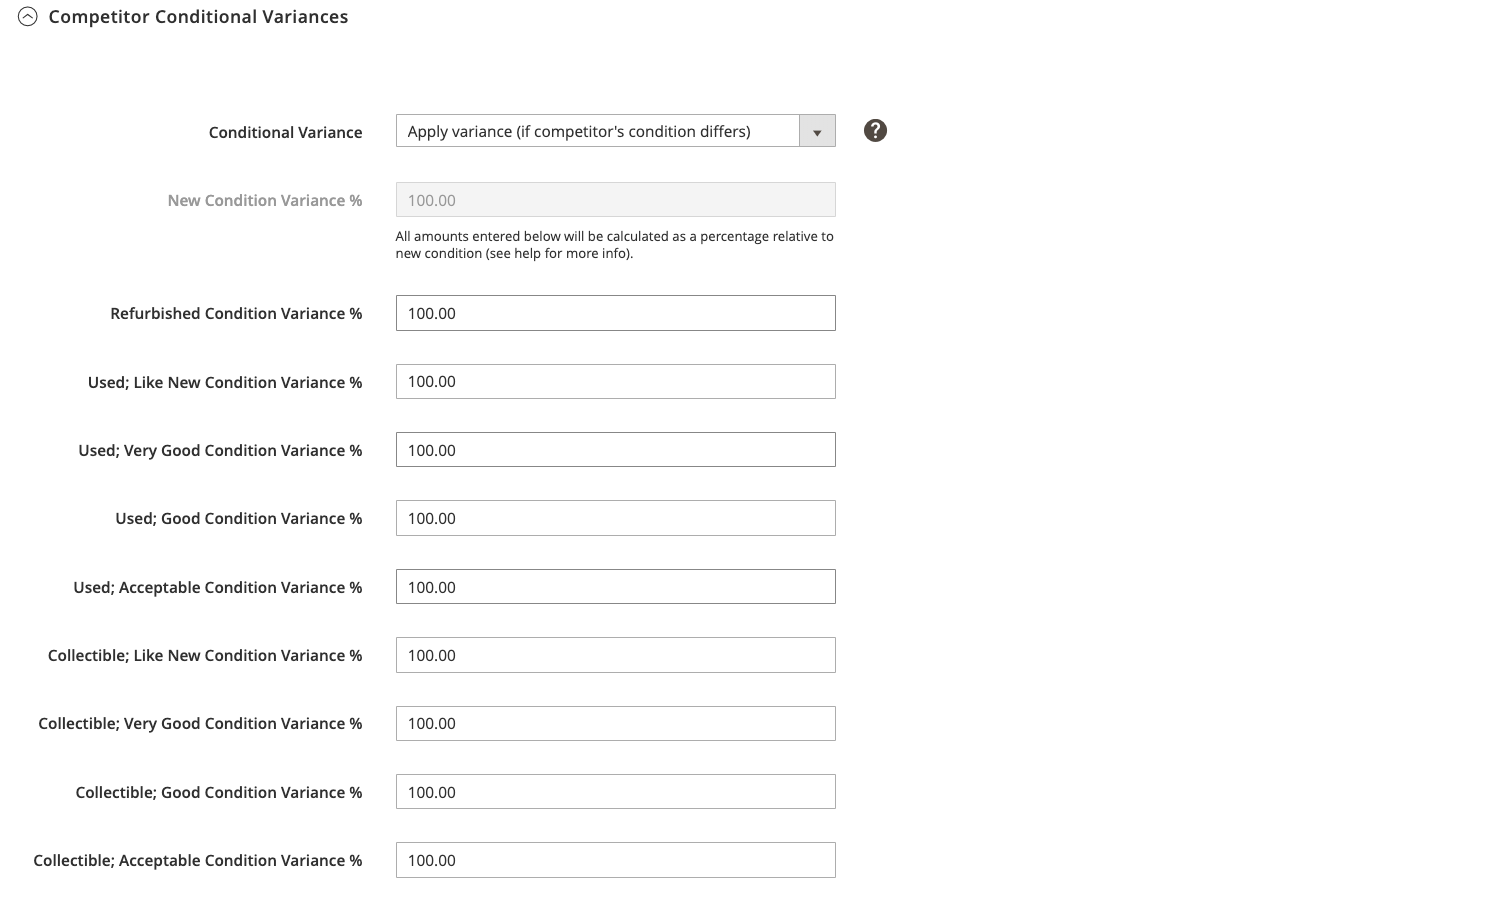 Competitor Conditional Variances
Conditional Variance Apply variance (if competitor's condition differs) ?
New Condition Variance % 100.00
All amounts entered below will be calculated as a percentage relative to
new condition (see help for more info).
Refurbished Condition Variance % 100.00
Used; Like New Condition Variance % 100.00
Used; Very Good Condition Variance % 100.00
Used; Good Condition Variance % 100.00
Used; Acceptable Condition Variance % 100.00
Collectible; Like New Condition Variance % 100.00
Collectible; Very Good Condition Variance % 100.00
Collectible; Good Condition Variance % 100.00
Collectible; Acceptable Condition Variance % 100.00